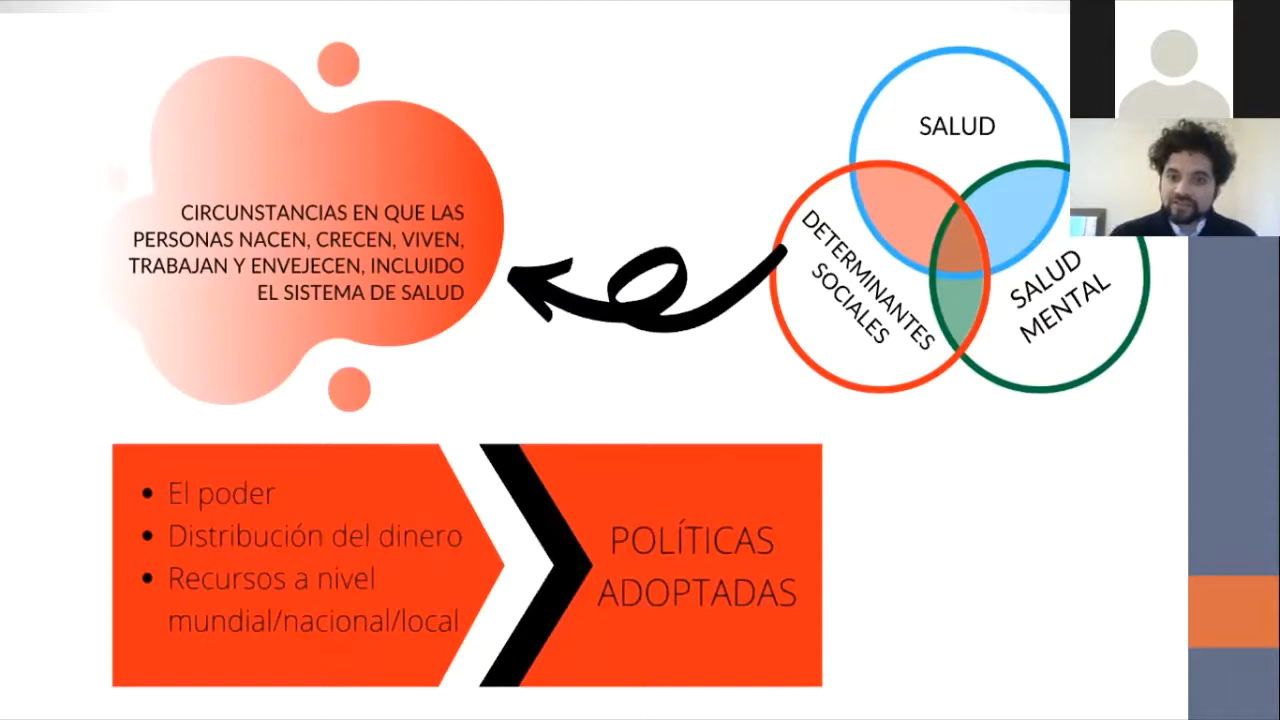 CIRCUNSTANCIAS EN QUE LAS
PERSONAS NACEN, CRECEN, VIVEN,
TRABAJAN Y ENVEJECEN, INCLUIDO
EL SISTEMA DE SALUD
SALUD
DETERMINANTES
SOCIALES
SALUD
MENTAL
• El poder
• Distribución del dinero
• Recursos a nivel
mundial/nacional/local
POLÍTICAS
ADOPTADAS